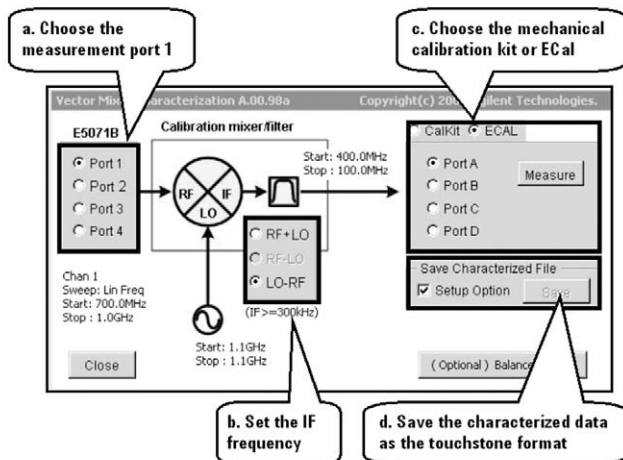 a. Choose the
measurement port 1
c. Choose the mechanical
calibration kit or ECal
Vector Mi Characterization A.00.98a
Copyright(c) 20 Agilent Technologies.
E5071B
Calibration mixer/filter
CalKit
ECAL
Port 1
Port 2
Port 3
Port 4
RF
IF
LO
Start: 400.0MHz
Stop : 100.0MHz
Port A
Port B
Port C
Port D
Measure
RF+LO
RF-LO
LO-RF
(IF>=300kHz)
Save Characterized File
Setup Option
Save
Chan 1
Sweep: Lin Freq
Start: 700.0MHz
Stop : 1.0GHz
Start: 1.1GHz
Stop : 1.1GHz
Close
( Optional ) Balance
b. Set the IF
frequency
d. Save the characterized data
as the touchstone format